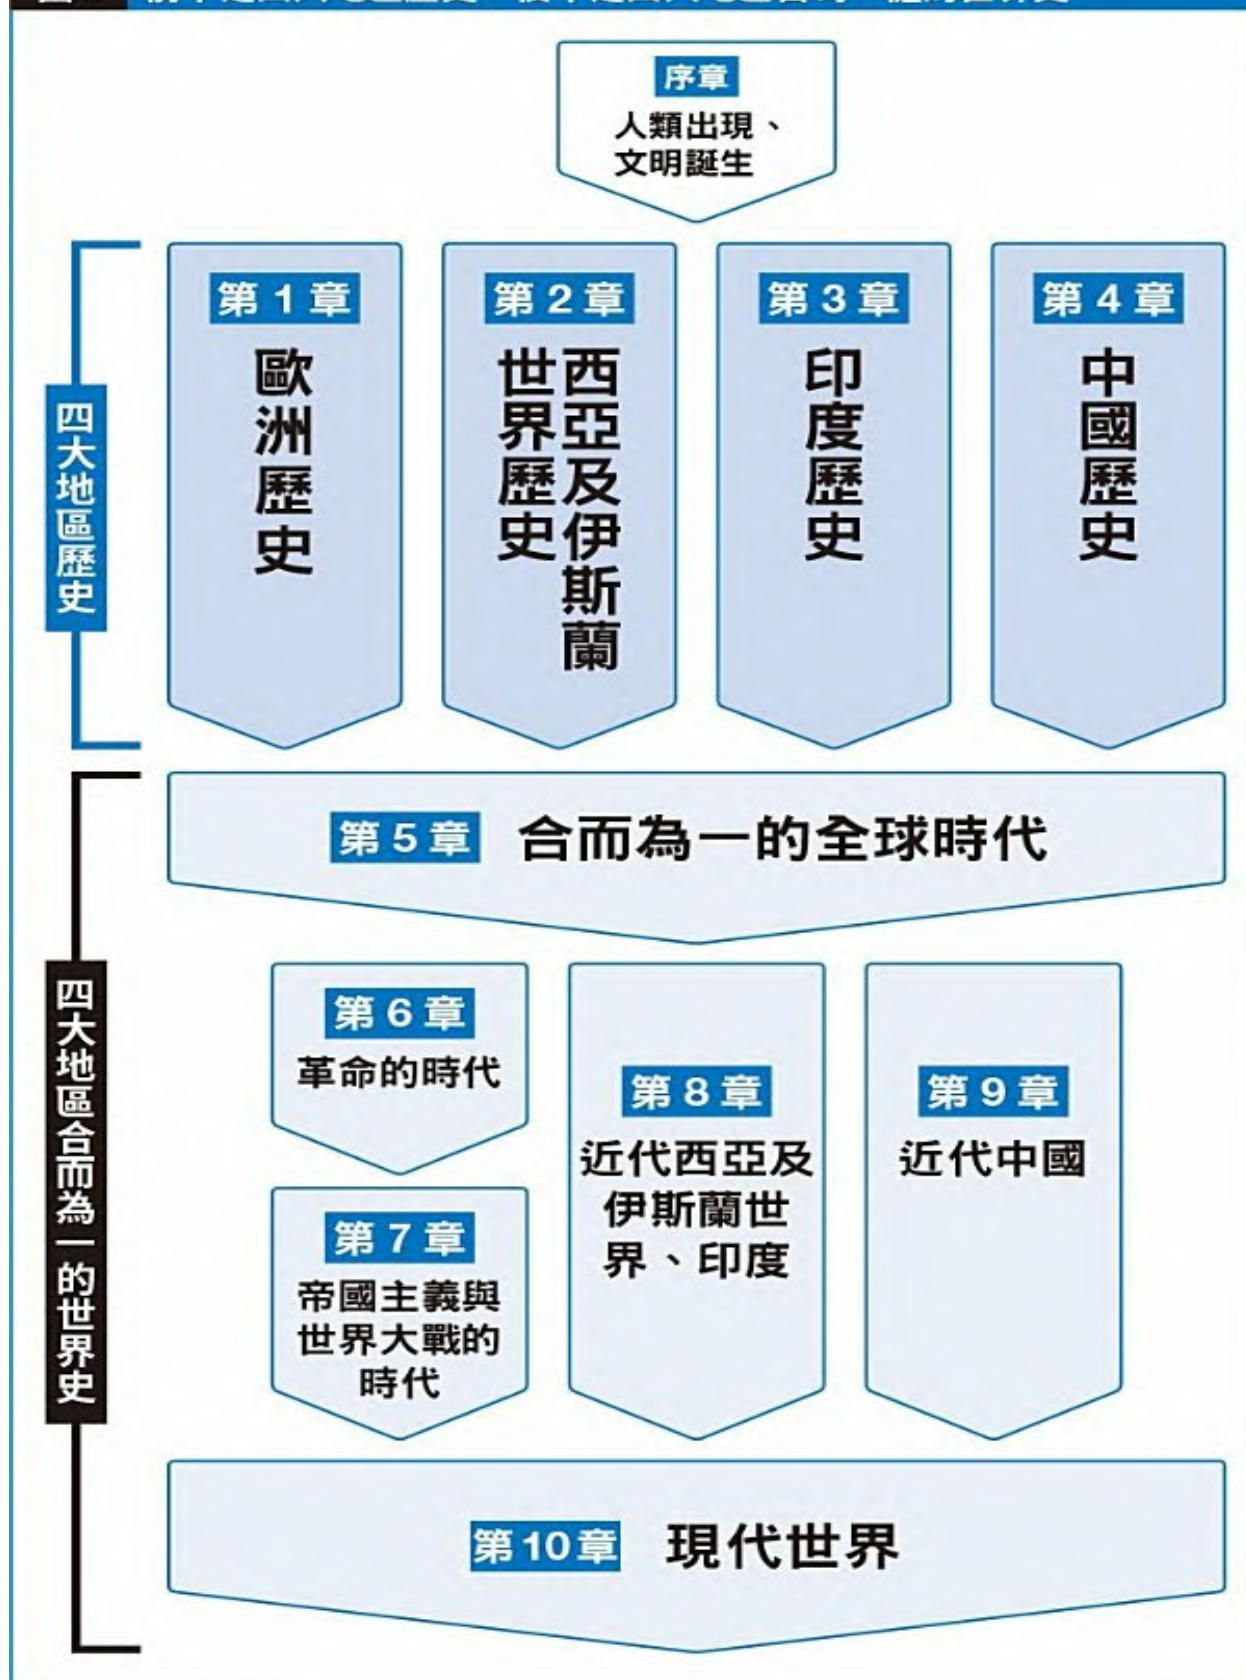 序章
人類出現、
文明誕生
四大地區歷史
第1章
歐洲歷史
第2章
西亞及伊斯蘭
世界歷史
第3章
印度歷史
第4章
中國歷史
四大地區合而為一的世界史
第5章 合而為一的全球時代
第6章
革命的時代
第7章
帝國主義與
世界大戰的
時代
第8章
近代西亞及
伊斯蘭世
界、印度
第9章
近代中國
第10章 現代世界